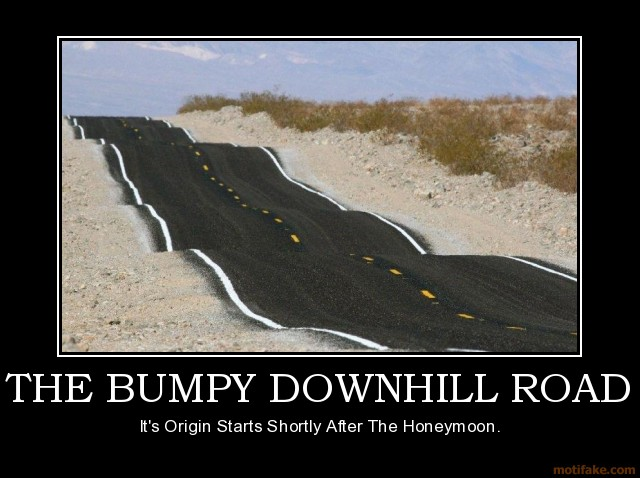 THE BUMPY DOWNHILL ROAD
It's Origin Starts Shortly After The Honeymoon.
motifake.com